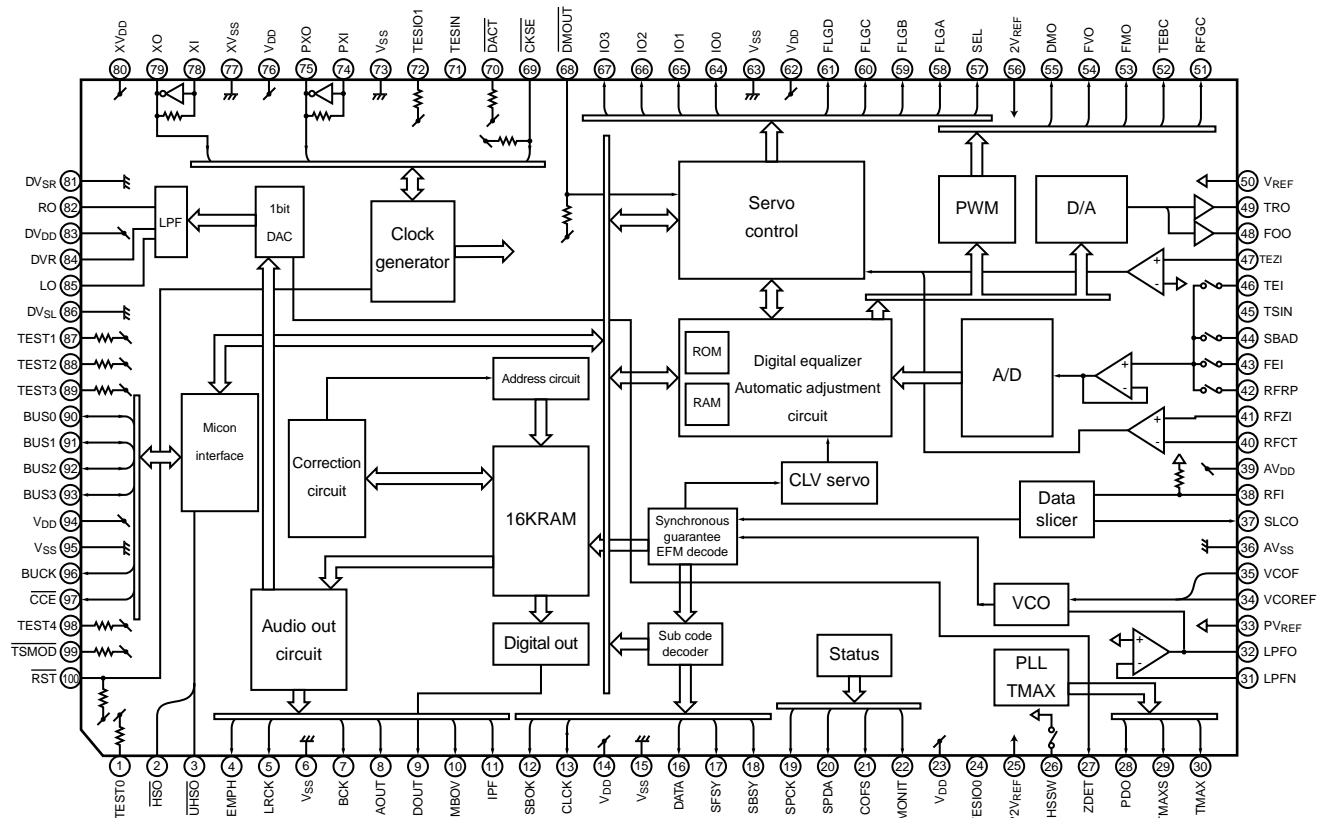 XVDD
XO
XI
XVSS
VDD
PXO
PXI
VSS
TESIO1
TESIN
DACT
CKSE
DMOUT
IO3
IO2
IO1
IO0
VSS
VDD
FLGD
FLGC
FLGB
FLGA
SEL
2VREF
DMO
FVO
FMO
TEBC
RFGC
80
79
78
77
76
75
74
73
72
71
70
69
68
67
66
65
64
63
62
61
60
59
58
57
56
55
54
53
52
51
DVSR 81
RO 82
DVDD 83
DVR 84
LO 85
DVSL 86
TEST1 87
TEST2 88
TEST3 89
BUS0 90
BUS1 91
BUS2 92
BUS3 93
VDD 94
VSS 95
BUCK 96
CCE 97
TEST4 98
TSMOD 99
RST 100
LPF
1bit
DAC
Clock
generator
Servo
control
PWM
D/A
ROM
RAM
Digital equalizer
Automatic adjustment
circuit
A/D
Address circuit
Micon
interface
Correction
circuit
16KRAM
CLV servo
Synchronous
guarantee
EFM decode
Data
slicer
VCO
Audio out
circuit
Digital out
Sub code
decoder
Status
PLL
TMAX
+
-
+
-
+
-
+
-
50 VREF
49 TRO
48 FOO
47 TEZI
46 TEI
45 TSIN
44 SBAD
43 FEI
42 RFRP
41 RFZI
40 RFCT
39 AVDD
38 RFI
37 SLCO
36 AVSS
35 VCOF
34 VCOREF
33 PVREF
32 LPFO
31 LPFN
1
2
3
4
5
6
7
8
9
10
11
12
13
14
15
16
17
18
19
20
21
22
23
24
25
26
27
28
29
30
TEST0
HSO
UHSO
EMPH
LRCK
VSS
BCK
AOUT
DOUT
MBOV
IPF
SBOK
CLCK
VDD
VSS
DATA
SFSY
SBSY
SPCK
SPDA
COFS
MONIT
VDD
TESIO0
P2VREF
HSSW
ZDET
PDO
TMAXS
TMAX